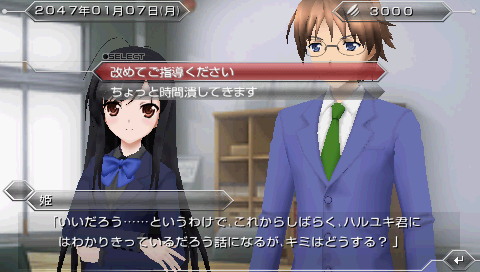 2047年01月07日(月)
3000
SELECT
改めてご指導ください
ちょっと時間潰してきます
姫
「いいだろう……というわけで、これからしばらく、ハルユキ君に
はわかりきっているだろう話になるが、キミはどうする？」